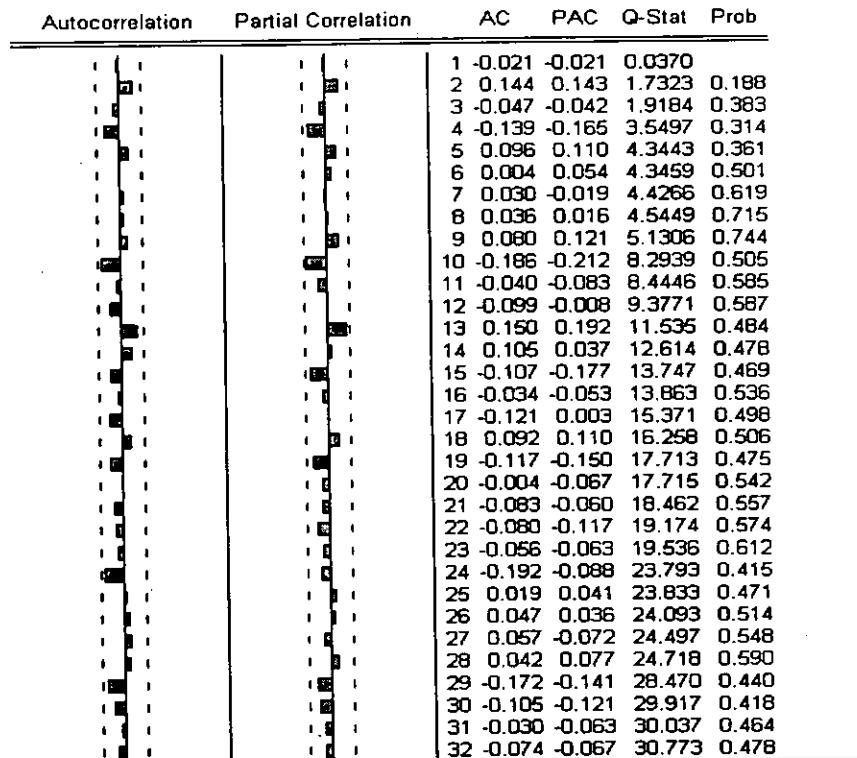 Autocorrelation Partial Correlation AC PAC Q-Stat Prob
1 -0.021 -0.021 0.0370
2 0.144 0.143 1.7323 0.188
3 -0.047 -0.042 1.9184 0.383
4 -0.139 -0.165 3.5497 0.314
5 0.096 0.110 4.3443 0.361
6 0.004 0.054 4.3459 0.501
7 0.030 -0.019 4.4266 0.619
8 0.036 0.016 4.5449 0.715
9 0.080 0.121 5.1306 0.744
10 -0.186 -0.212 8.2939 0.505
11 -0.040 -0.083 8.4446 0.585
12 -0.099 -0.008 9.3771 0.587
13 0.150 0.192 11.535 0.484
14 0.105 0.037 12.614 0.478
15 -0.107 -0.177 13.747 0.469
16 -0.034 -0.053 13.863 0.536
17 -0.121 0.003 15.371 0.498
18 0.092 0.110 16.258 0.506
19 -0.117 -0.150 17.713 0.475
20 -0.004 -0.067 17.715 0.542
21 -0.083 -0.060 18.462 0.557
22 -0.080 -0.117 19.174 0.574
23 -0.056 -0.063 19.536 0.612
24 -0.192 -0.088 23.793 0.415
25 0.019 0.041 23.833 0.471
26 0.047 0.036 24.093 0.514
27 0.057 -0.072 24.497 0.548
28 0.042 0.077 24.718 0.590
29 -0.172 -0.141 28.470 0.440
30 -0.105 -0.121 29.917 0.418
31 -0.030 -0.063 30.037 0.464
32 -0.074 -0.067 30.773 0.478